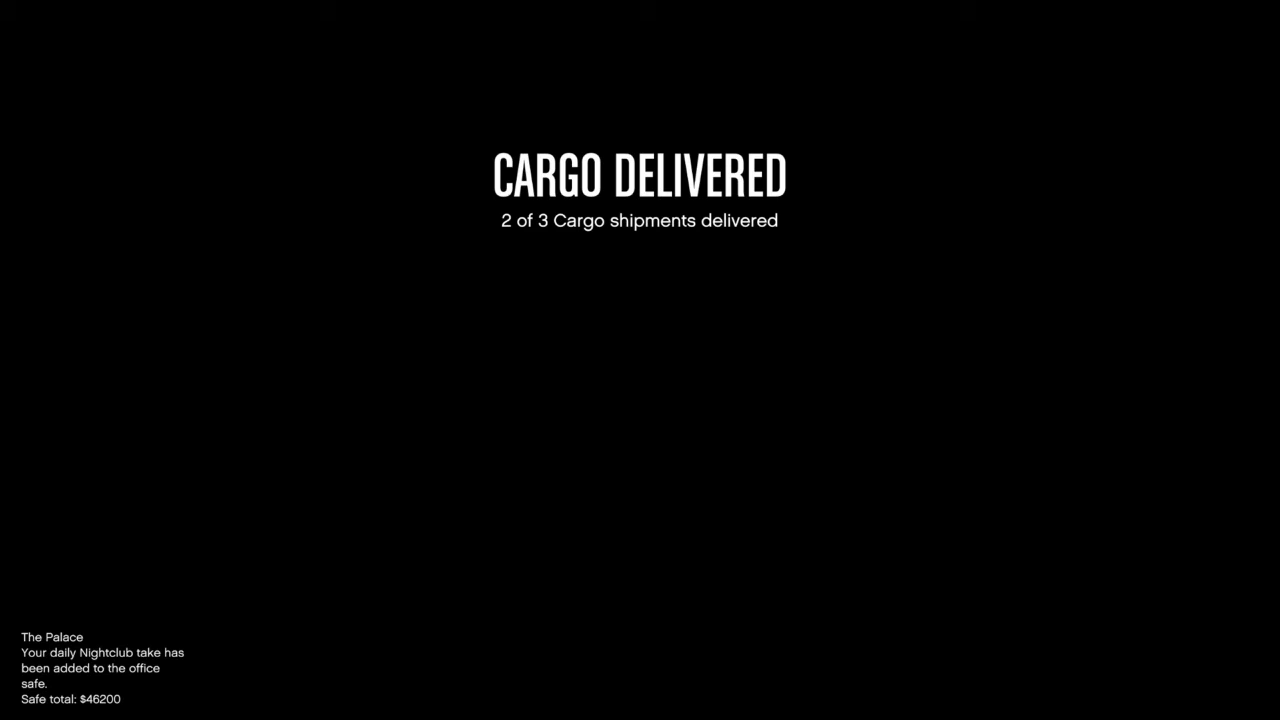 CARGO DELIVERED
2 of 3 Cargo shipments delivered
The Palace
Your daily Nightclub take has
been added to the office
safe.
Safe total: $46200